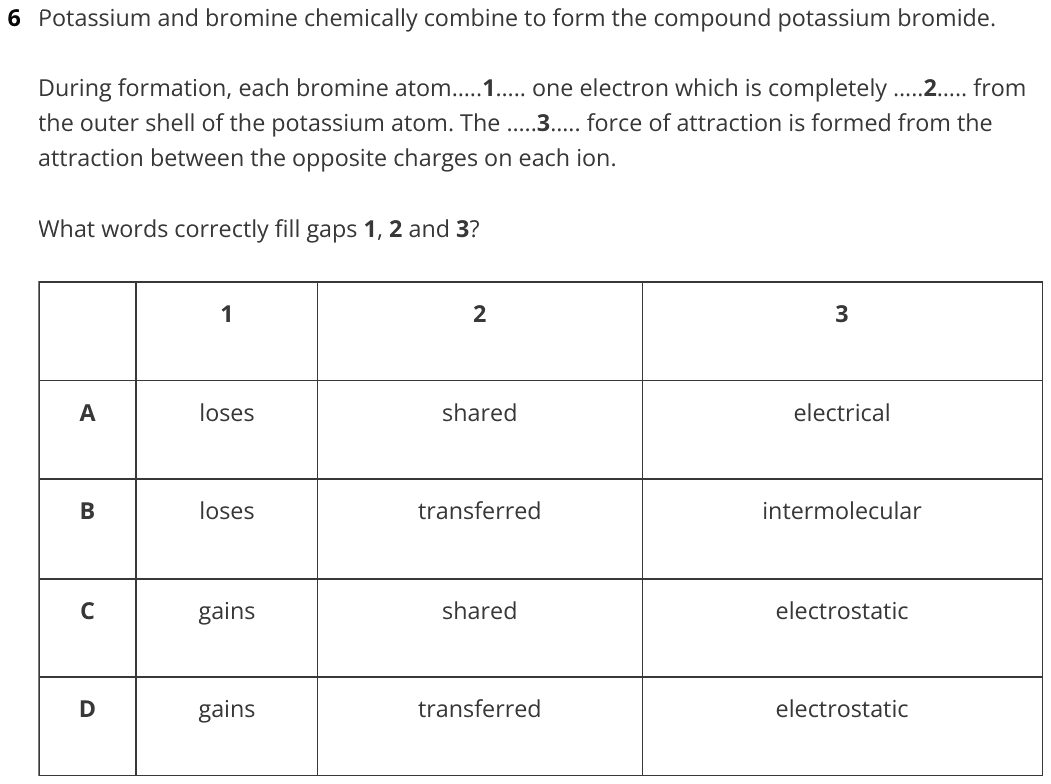 6 Potassium and bromine chemically combine to form the compound potassium bromide.
During formation, each bromine atom.....1..... one electron which is completely .....2..... from
the outer shell of the potassium atom. The .....3..... force of attraction is formed from the
attraction between the opposite charges on each ion.
What words correctly fill gaps 1, 2 and 3?
1 2 3
A loses shared electrical
B loses transferred intermolecular
C gains shared electrostatic
D gains transferred electrostatic